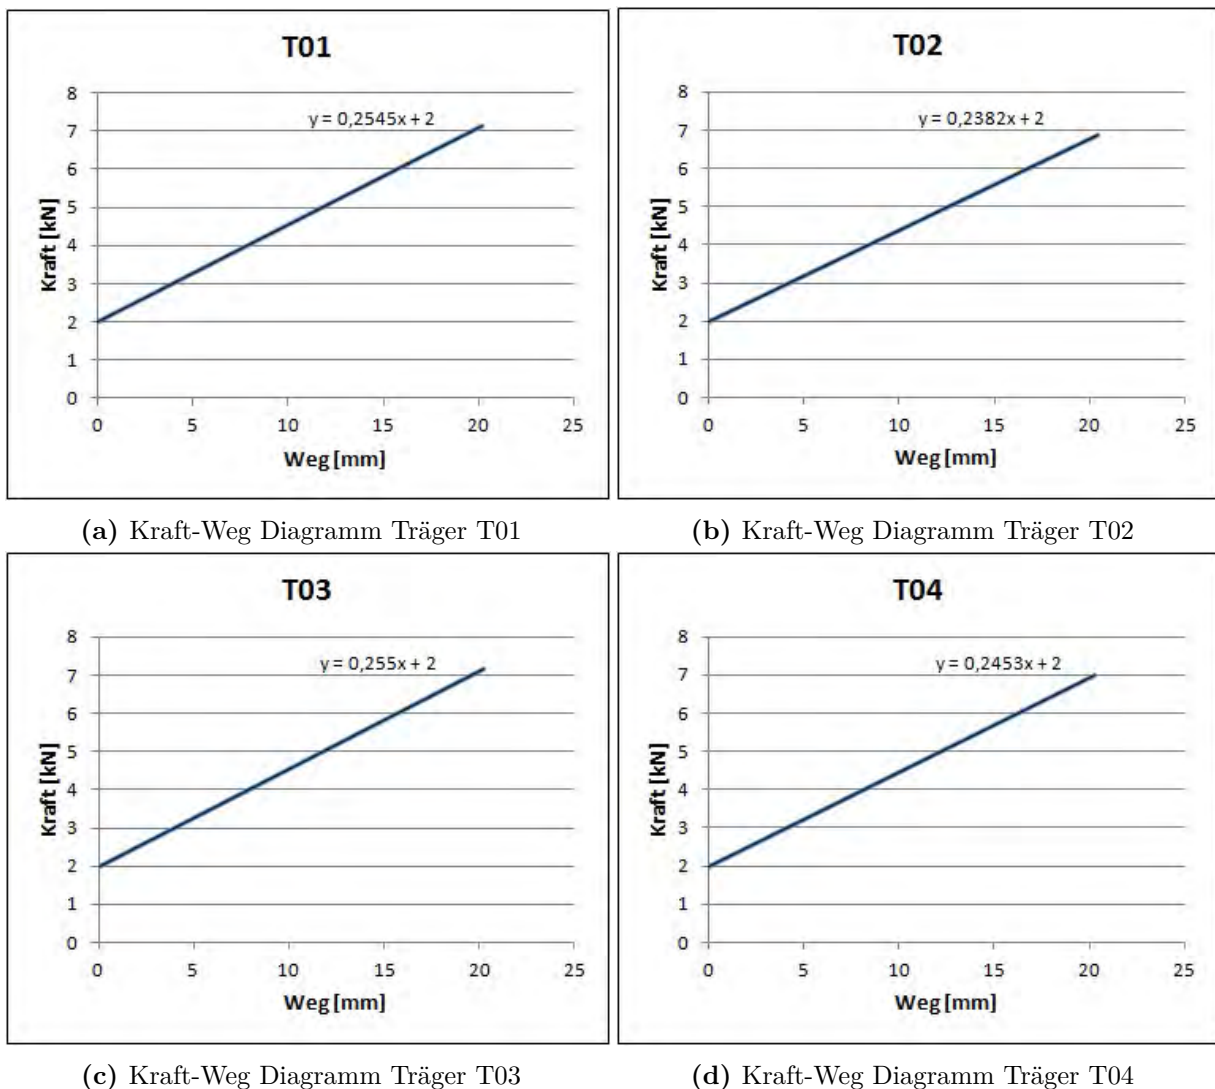 T01
y = 0,2545x + 2
Kraft [kN]
8
7
6
5
4
3
2
1
0
0 5 10 15 20 25
Weg [mm]
(a) Kraft-Weg Diagramm Träger T01
T02
y = 0,2382x + 2
Kraft [kN]
8
7
6
5
4
3
2
1
0
0 5 10 15 20 25
Weg [mm]
(b) Kraft-Weg Diagramm Träger T02
T03
y = 0,255x + 2
Kraft [kN]
8
7
6
5
4
3
2
1
0
0 5 10 15 20 25
Weg [mm]
(c) Kraft-Weg Diagramm Träger T03
T04
y = 0,2453x + 2
Kraft [kN]
8
7
6
5
4
3
2
1
0
0 5 10 15 20 25
Weg [mm]
(d) Kraft-Weg Diagramm Träger T04